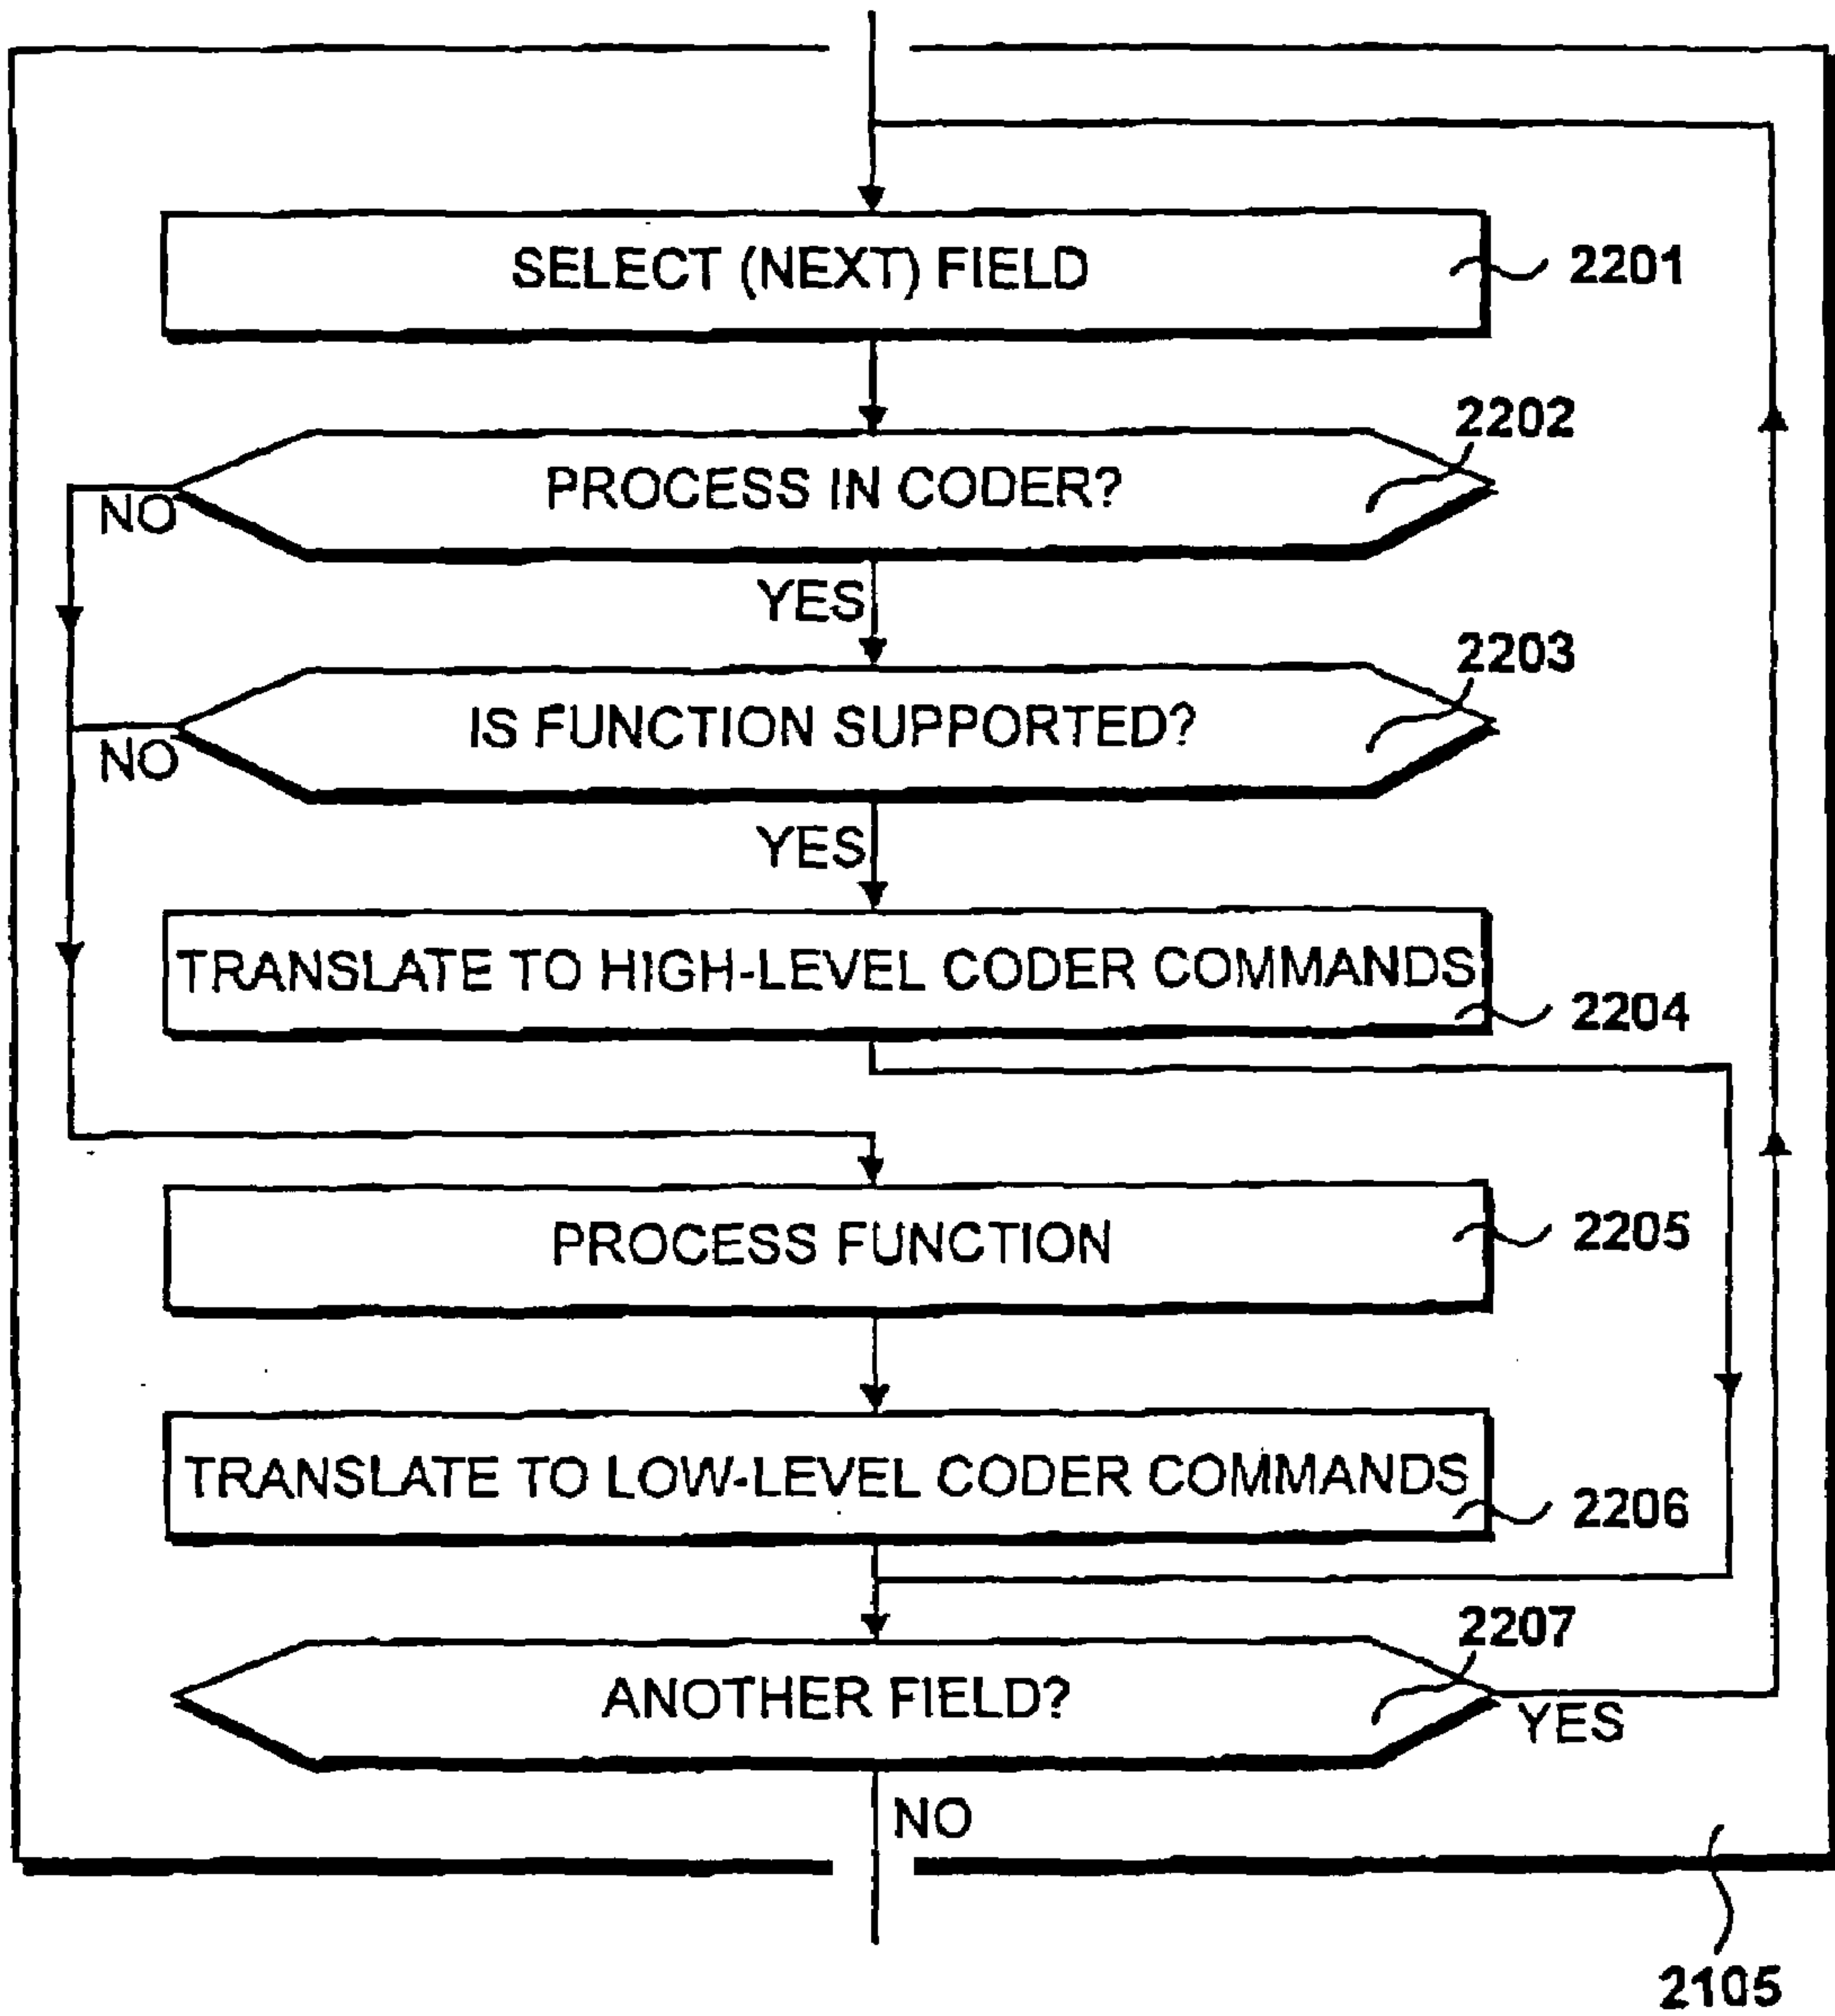 SELECT (NEXT) FIELD
2201
2202
PROCESS IN CODER?
NO
YES
2203
IS FUNCTION SUPPORTED?
NO
YES
TRANSLATE TO HIGH-LEVEL CODER COMMANDS
2204
PROCESS FUNCTION
2205
TRANSLATE TO LOW-LEVEL CODER COMMANDS
2206
2207
ANOTHER FIELD?
YES
NO
2105